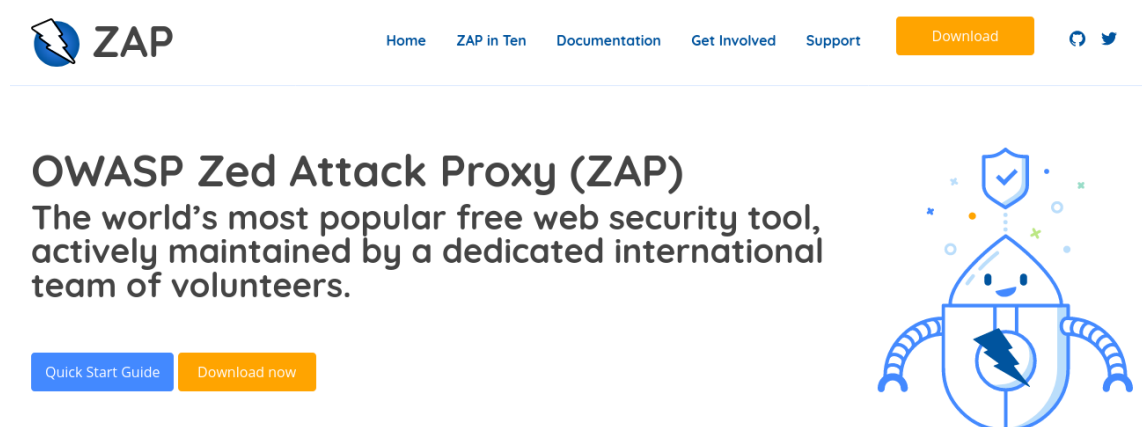 ZAP
Home ZAP in Ten Documentation Get Involved Support Download
OWASP Zed Attack Proxy (ZAP)
The world’s most popular free web security tool,
actively maintained by a dedicated international
team of volunteers.
Quick Start Guide Download now